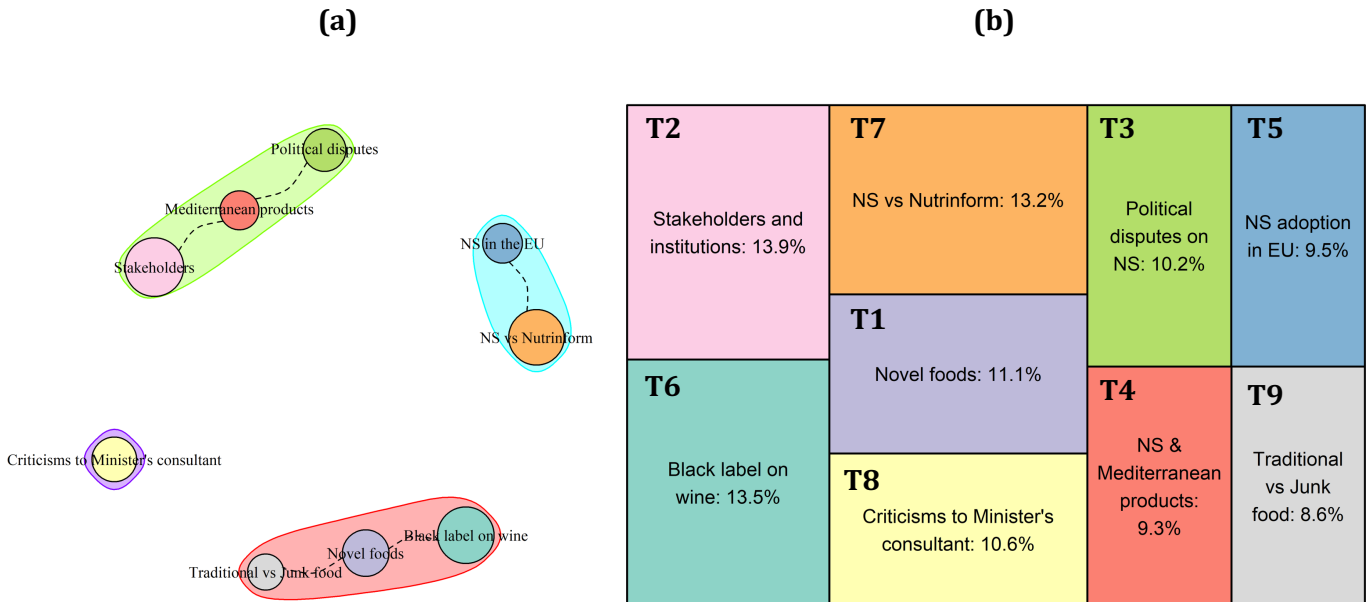 (a)
Political disputes
Mediterranean products
Stakeholders
NS in the EU
NS vs Nutrinform
Criticisms to Minister's consultant
Black label on wine
Novel foods
Traditional vs Junk food
(b)
T2
Stakeholders and
institutions: 13.9%
T7
NS vs Nutrinform: 13.2%
T3
Political
disputes on
NS: 10.2%
T5
NS adoption
in EU: 9.5%
T1
Novel foods: 11.1%
T6
Black label on
wine: 13.5%
T8
Criticisms to Minister's
consultant: 10.6%
T4
NS &
Mediterranean
products:
9.3%
T9
Traditional
vs Junk
food: 8.6%